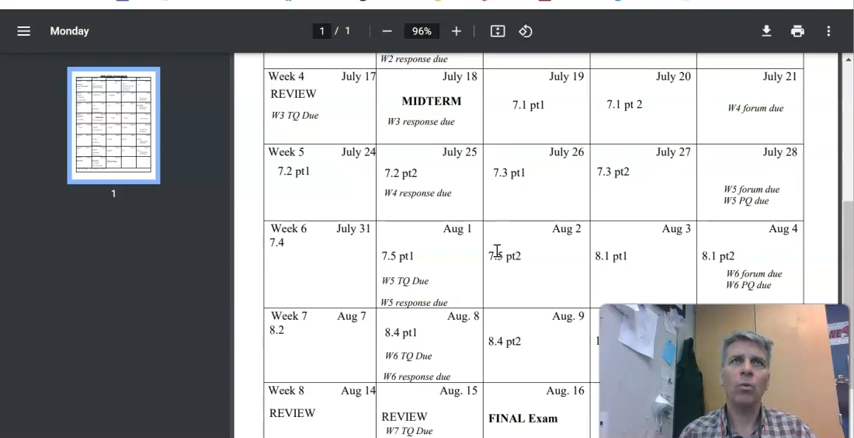 Monday
1 / 1
96%
1
W2 response due
Week 4 July 17
REVIEW
W3 TQ Due
July 18
MIDTERM
W3 response due
July 19
7.1 pt1
July 20
7.1 pt 2
July 21
W4 forum due
Week 5 July 24
7.2 pt1
July 25
7.2 pt2
W4 response due
July 26
7.3 pt1
July 27
7.3 pt2
July 28
W5 forum due
W5 PQ due
Week 6 July 31
7.4
Aug 1
7.5 pt1
W5 TQ Due
W5 response due
Aug 2
7.5 pt2
Aug 3
8.1 pt1
Aug 4
8.1 pt2
W6 forum due
W6 PQ due
Week 7 Aug 7
8.2
Aug. 8
8.4 pt1
W6 TQ Due
W6 response due
Aug. 9
8.4 pt2
Week 8 Aug 14
REVIEW
Aug. 15
REVIEW
W7 TQ Due
Aug. 16
FINAL Exam